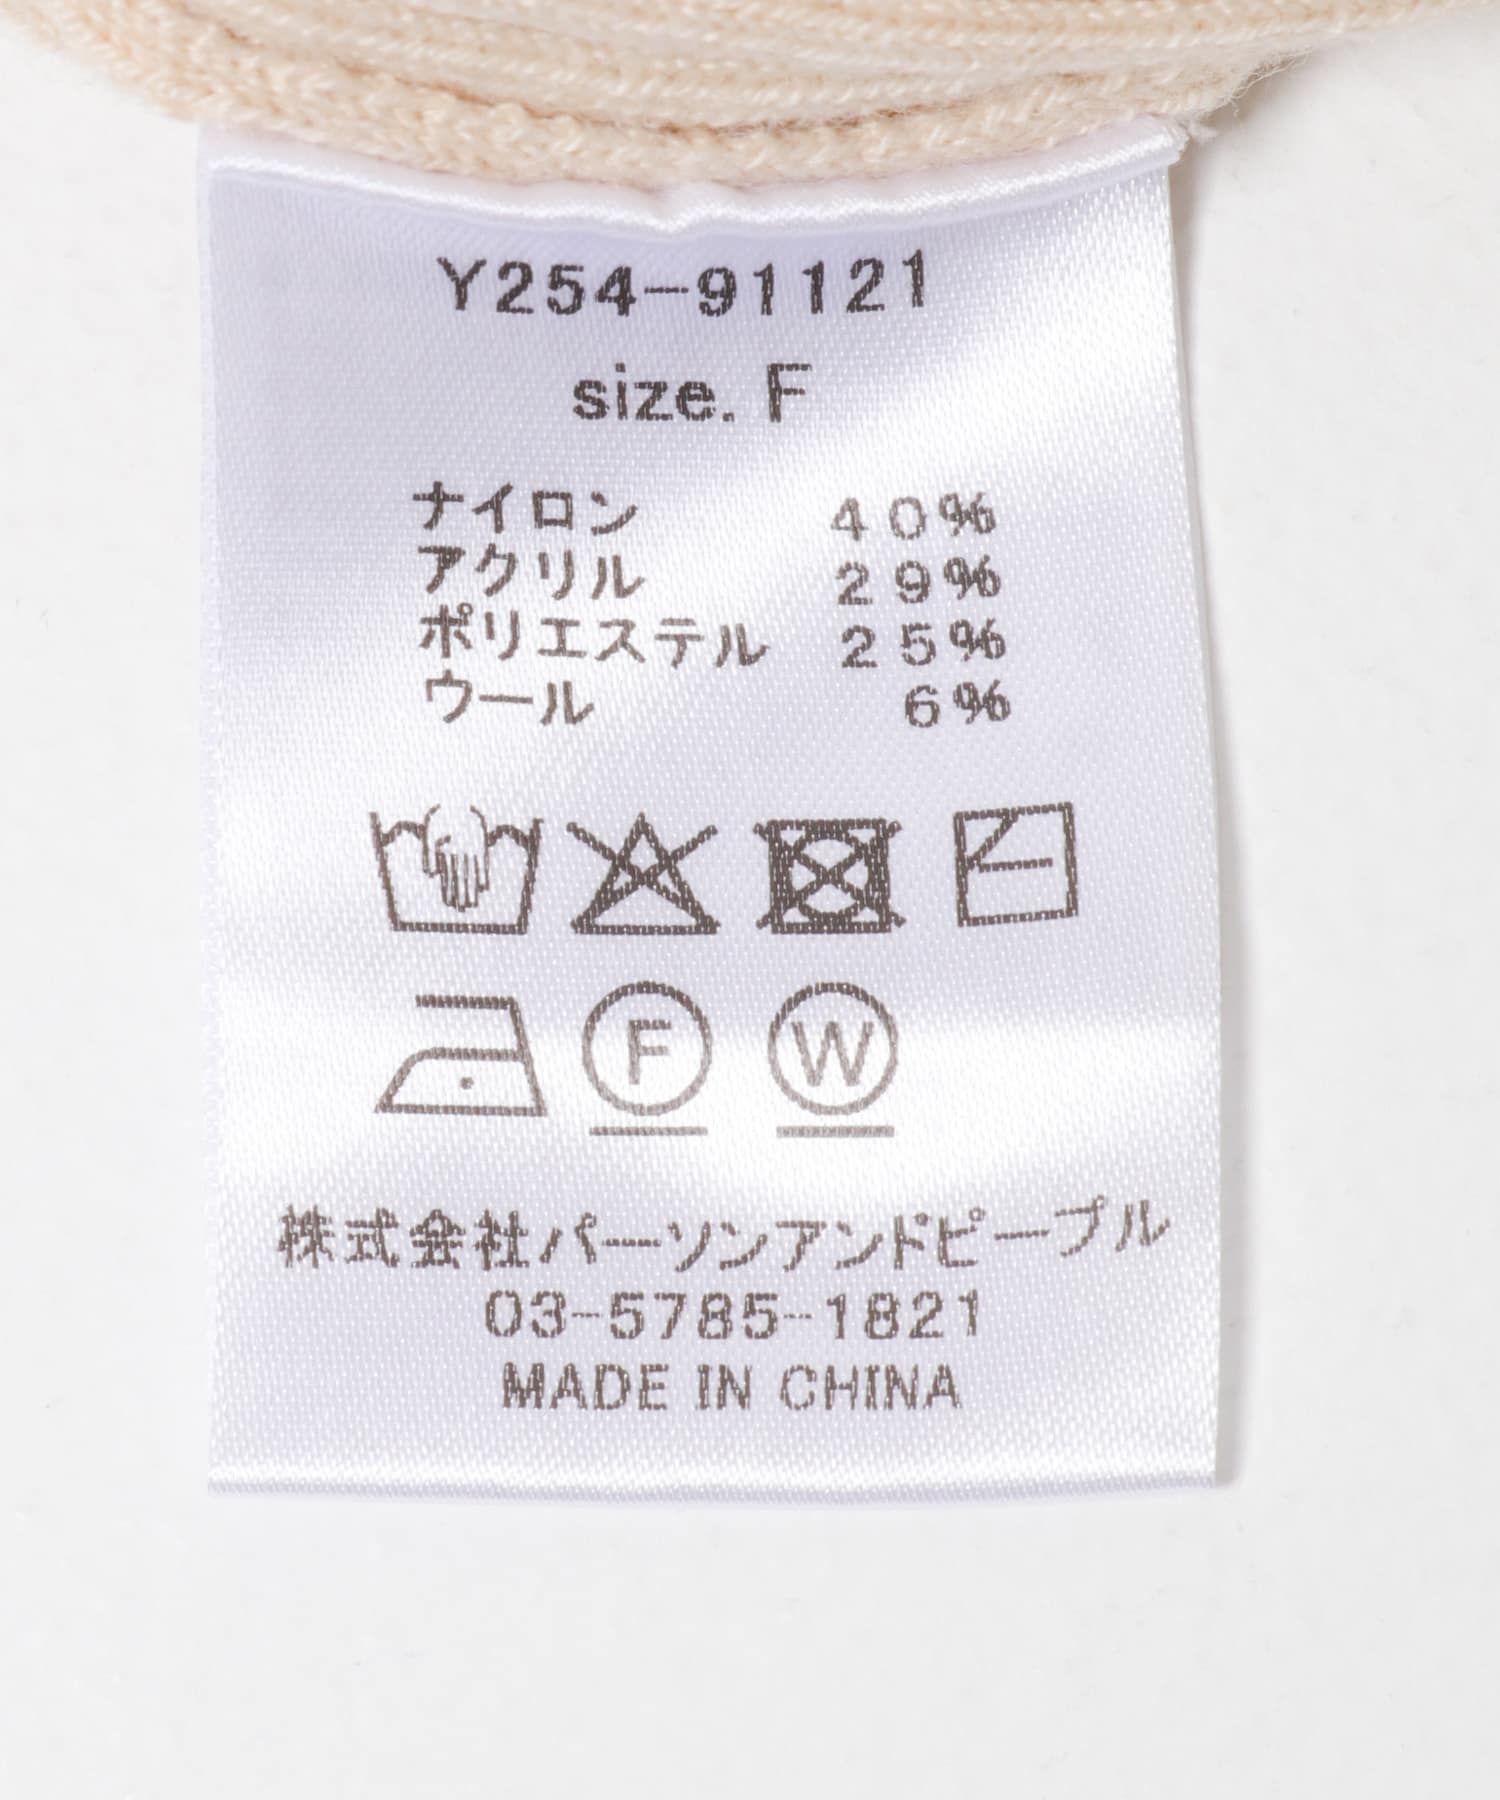 Y254-91121
size. F
ナイロン 40%
アクリル 29%
ポリエステル 25%
ウール 6%
F W
株式会社パーソンアンドピープル
03-5785-1821
MADE IN CHINA